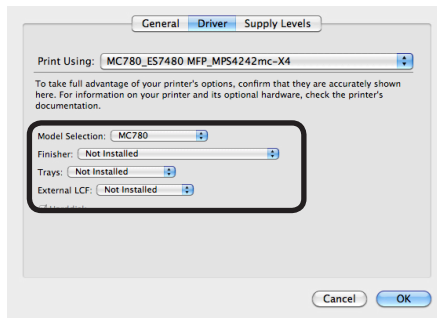 General Driver Supply Levels
Print Using: MC780_ES7480 MFP_MPS4242mc-X4
To take full advantage of your printer's options, confirm that they are accurately shown
here. For information on your printer and its optional hardware, check the printer's
documentation.
Model Selection: MC780
Finisher: Not Installed
Trays: Not Installed
External LCF: Not Installed
Cancel OK